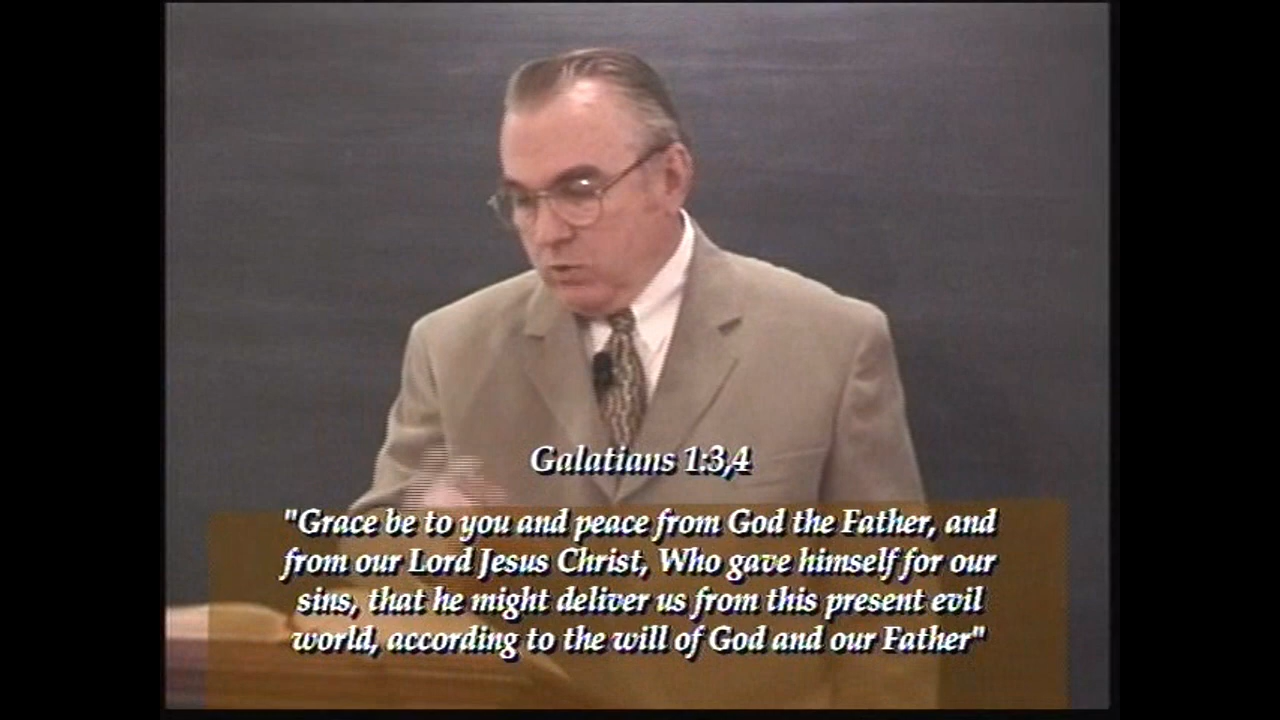 Galatians 1:3,4
"Grace be to you and peace from God the Father, and
from our Lord Jesus Christ, Who gave himself for our
sins, that he might deliver us from this present evil
world, according to the will of God and our Father"